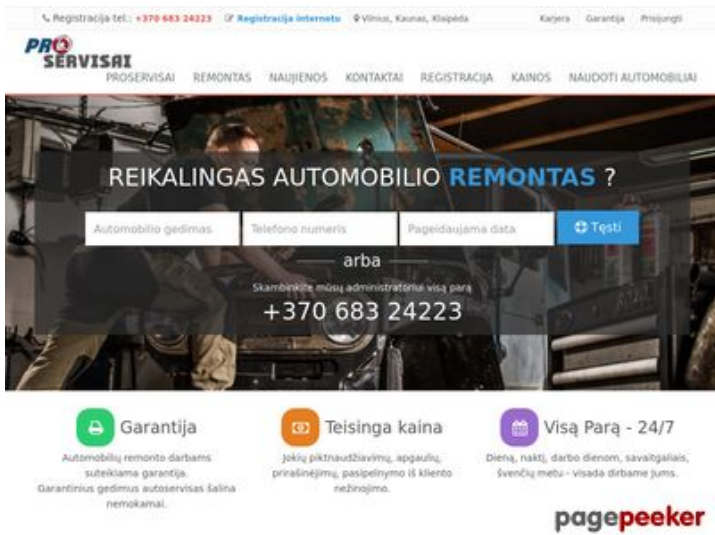 Registracija tel.: +370 683 24223 Registracija internetu Vilnius, Kaunas, Klaipėda Karjera Garantija Prisijungti
PRO
SERVISAI
PROSERVISAI REMONTAS NAUJIENOS KONTAKTAI REGISTRACIJA KAINOS NAUDOTI AUTOMOBILIAI
REIKALINGAS AUTOMOBILIO REMONTAS ?
Automobilio gedimas Telefono numeris Pageidaujama data Tęsti
arba
Skambinkite mūsų administratoriui visą parą
+370 683 24223
Garantija
Automobilių remonto darbams
suteikiama garantija.
Garantinius gedimus autoservisas šalina
nemokamai.
Teisinga kaina
Jokių piktnaudžiavimų, apgaulių,
prirašinėjimų, pasipelnymo iš kliento
nežinojimo.
Visą Parą - 24/7
Dieną, naktį, darbo dienom, savaitgaliais,
švenčių metu - visada dirbame jums.
pagepeeker